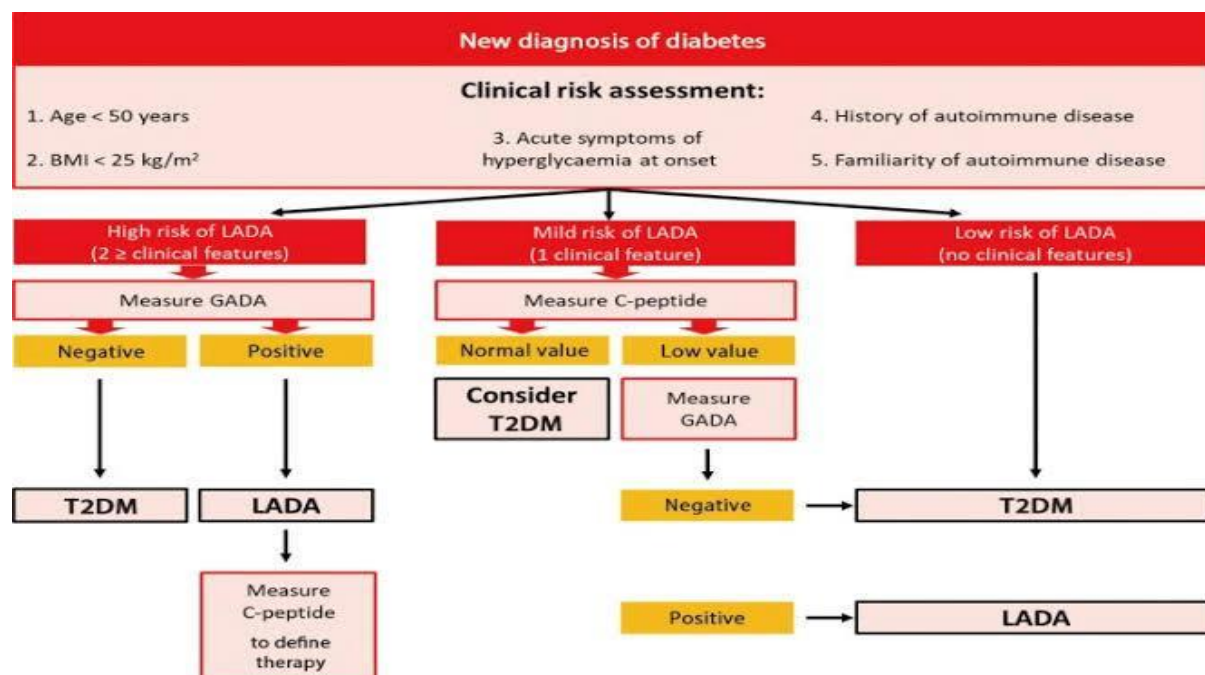 New diagnosis of diabetes
Clinical risk assessment:
1. Age < 50 years
2. BMI < 25 kg/m²
3. Acute symptoms of
hyperglycaemia at onset
4. History of autoimmune disease
5. Familiarity of autoimmune disease
High risk of LADA
(2 ≥ clinical features)
Measure GADA
Negative
Positive
T2DM
LADA
Measure
C-peptide
to define
therapy
Mild risk of LADA
(1 clinical feature)
Measure C-peptide
Normal value
Low value
Consider
T2DM
Measure
GADA
Negative
Positive
Low risk of LADA
(no clinical features)
T2DM
LADA